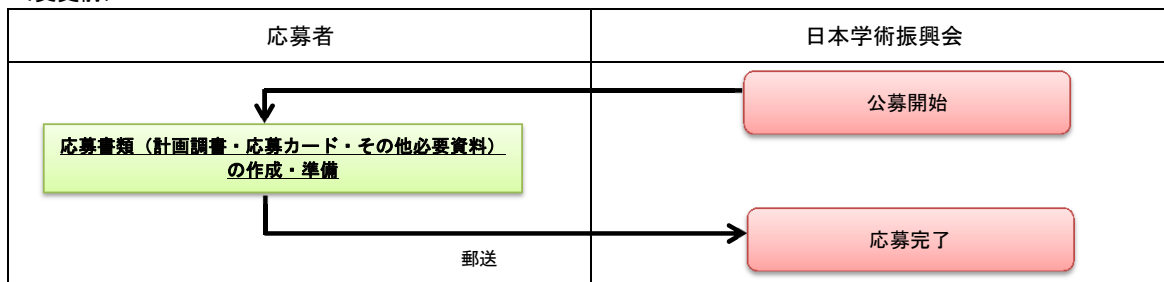 応募者
日本学術振興会
公募開始
応募書類（計画調書・応募カード・その他必要資料）
の作成・準備
応募完了
郵送